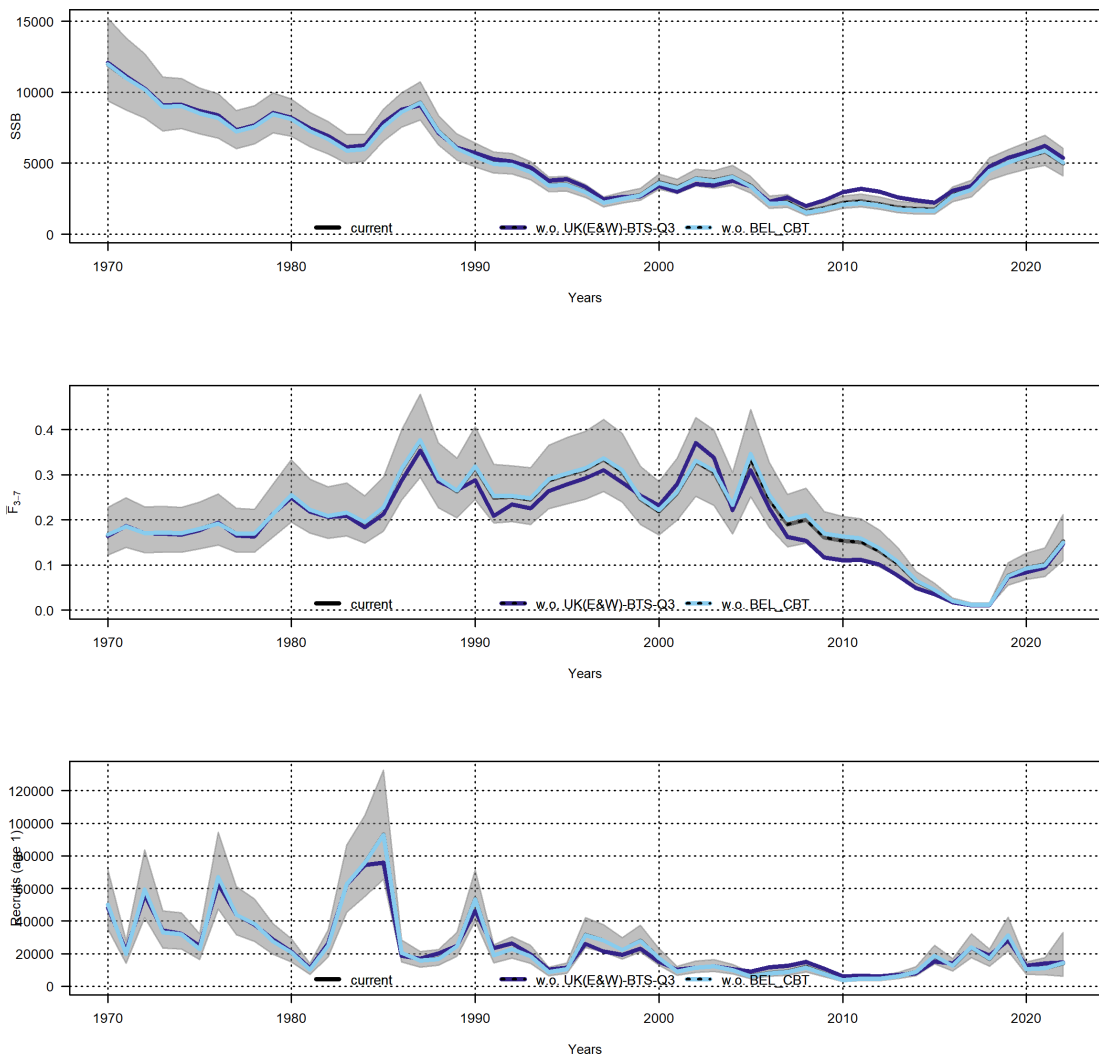 SSB
15000
10000
5000
0
current
w.o. UK(E&W)-BTS-Q3
w.o. BEL_CBT
1970 1980 1990 2000 2010 2020
Years
F̅3−7
0.4
0.3
0.2
0.1
0.0
current
w.o. UK(E&W)-BTS-Q3
w.o. BEL_CBT
1970 1980 1990 2000 2010 2020
Years
Recruits (age 1)
120000
100000
80000
60000
40000
20000
0
current
w.o. UK(E&W)-BTS-Q3
w.o. BEL_CBT
1970 1980 1990 2000 2010 2020
Years